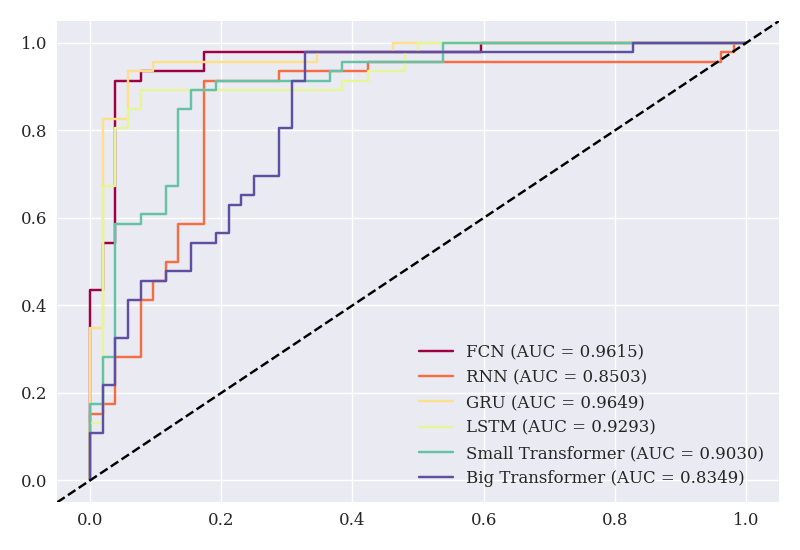 1.0
0.8
0.6
0.4
0.2
0.0
FCN (AUC = 0.9615)
RNN (AUC = 0.8503)
GRU (AUC = 0.9649)
LSTM (AUC = 0.9293)
Small Transformer (AUC = 0.9030)
Big Transformer (AUC = 0.8349)
0.0 0.2 0.4 0.6 0.8 1.0